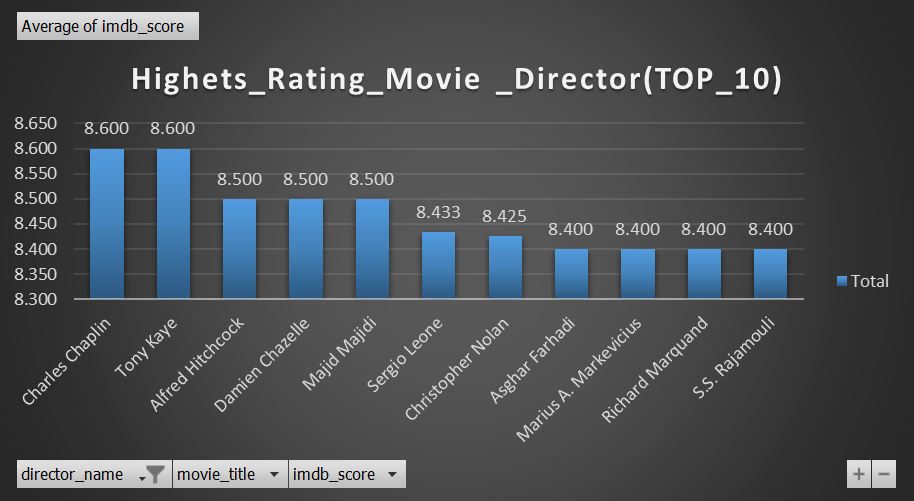 Average of imdb_score
Highets_Rating_Movie _Director(TOP_10)
8.650
8.600
8.550
8.500
8.450
8.400
8.350
8.300
8.600
8.600
8.500
8.500
8.500
8.433
8.425
8.400
8.400
8.400
8.400
Charles Chaplin
Tony Kaye
Alfred Hitchcock
Damien Chazelle
Majid Majidi
Sergio Leone
Christopher Nolan
Asghar Farhadi
Marius A. Markevicius
Richard Marquand
S.S. Rajamouli
Total
director_name movie_title imdb_score